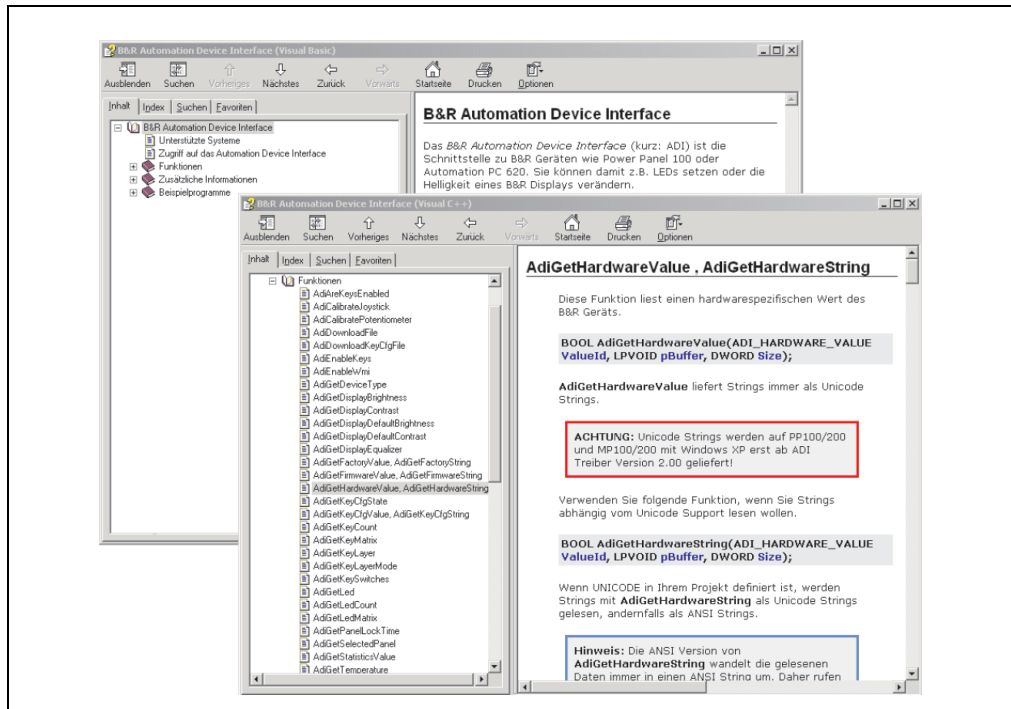 B&R Automation Device Interface (Visual Basic)
Ausblenden Suchen Vorheriges Nächstes Zurück Vorwärts Startseite Drucken Optionen
Inhalt Index Suchen Favoriten
B&R Automation Device Interface
Unterstützte Systeme
Zugriff auf das Automation Device Interface
Funktionen
Zusätzliche Informationen
Beispielprogramme
B&R Automation Device Interface
Das B&R Automation Device Interface (kurz: ADI) ist die
Schnittstelle zu B&R Geräten wie Power Panel 100 oder
Automation PC 620. Sie können damit z.B. LEDs setzen oder die
Helligkeit eines B&R Displays verändern.
B&R Automation Device Interface (Visual C++)
Ausblenden Suchen Vorheriges Nächstes Zurück Vorwärts Startseite Drucken Optionen
Inhalt Index Suchen Favoriten
Funktionen
AdiAreKeysEnabled
AdiCalibrateJoystick
AdiCalibratePotentiometer
AdiDownloadFile
AdiDownloadKeyCfgFile
AdiEnableKeys
AdiEnableWmi
AdiGetDeviceType
AdiGetDisplayBrightness
AdiGetDisplayContrast
AdiGetDisplayDefaultBrightness
AdiGetDisplayDefaultContrast
AdiGetDisplayEqualizer
AdiGetFactoryValue, AdiGetFactoryString
AdiGetFirmwareValue, AdiGetFirmwareString
AdiGetHardwareValue, AdiGetHardwareString
AdiGetKeyCfgState
AdiGetKeyCfgValue, AdiGetKeyCfgString
AdiGetKeyCount
AdiGetKeyMatrix
AdiGetKeyLayer
AdiGetKeyLayerMode
AdiGetKeySwitches
AdiGetLed
AdiGetLedCount
AdiGetLedMatrix
AdiGetPanelLockTime
AdiGetSelectedPanel
AdiGetStatisticsValue
AdiGetTemperature
AdiGetHardwareValue , AdiGetHardwareString
Diese Funktion liest einen hardwarespezifischen Wert des
B&R Geräts.
BOOL AdiGetHardwareValue(ADI_HARDWARE_VALUE
ValueId, LPVOID pBuffer, DWORD Size);
AdiGetHardwareValue liefert Strings immer als Unicode
Strings.
ACHTUNG: Unicode Strings werden auf PP100/200
und MP100/200 mit Windows XP erst ab ADI
Treiber Version 2.00 geliefert!
Verwenden Sie folgende Funktion, wenn Sie Strings
abhängig vom Unicode Support lesen wollen.
BOOL AdiGetHardwareString(ADI_HARDWARE_VALUE
ValueId, LPVOID pBuffer, DWORD Size);
Wenn UNICODE in Ihrem Projekt definiert ist, werden
Strings mit AdiGetHardwareString als Unicode Strings
gelesen, andernfalls als ANSI Strings.
Hinweis: Die ANSI Version von
AdiGetHardwareString wandelt die gelesenen
Daten immer in einen ANSI String um. Daher rufen